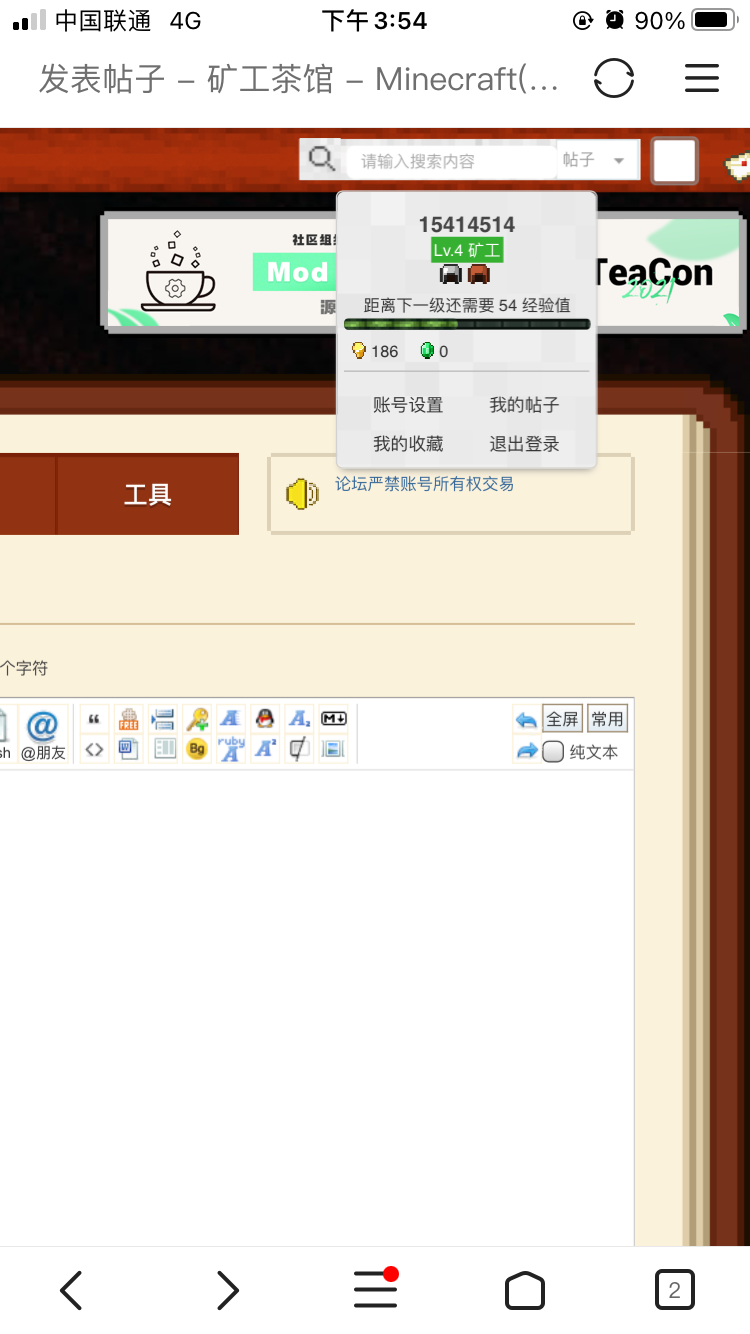 中国联通 4G 下午 3:54 90%
发表帖子 – 矿工茶馆 – Minecraft(...
请输入搜索内容 帖子
15414514
Lv.4 矿工
距离下一级还需要 54 经验值
186 0
账号设置 我的帖子
我的收藏 退出登录
社区组
Mod
源
TeaCon
2021
工具
论坛严禁账号所有权交易
个字符
全屏 常用
sh @朋友
纯文本
FREE
M
Bg
ruby
2